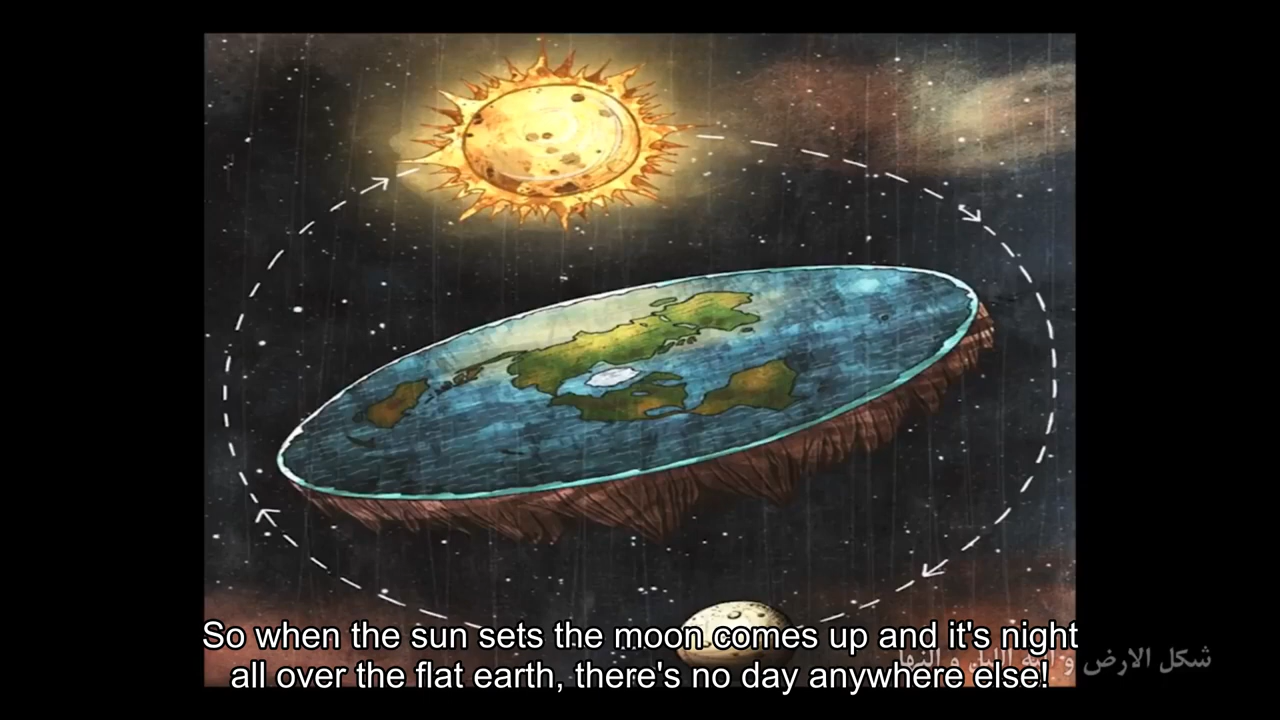 So when the sun sets the moon comes up and it's night
all over the flat earth, there's no day anywhere else!
شكل الارض و